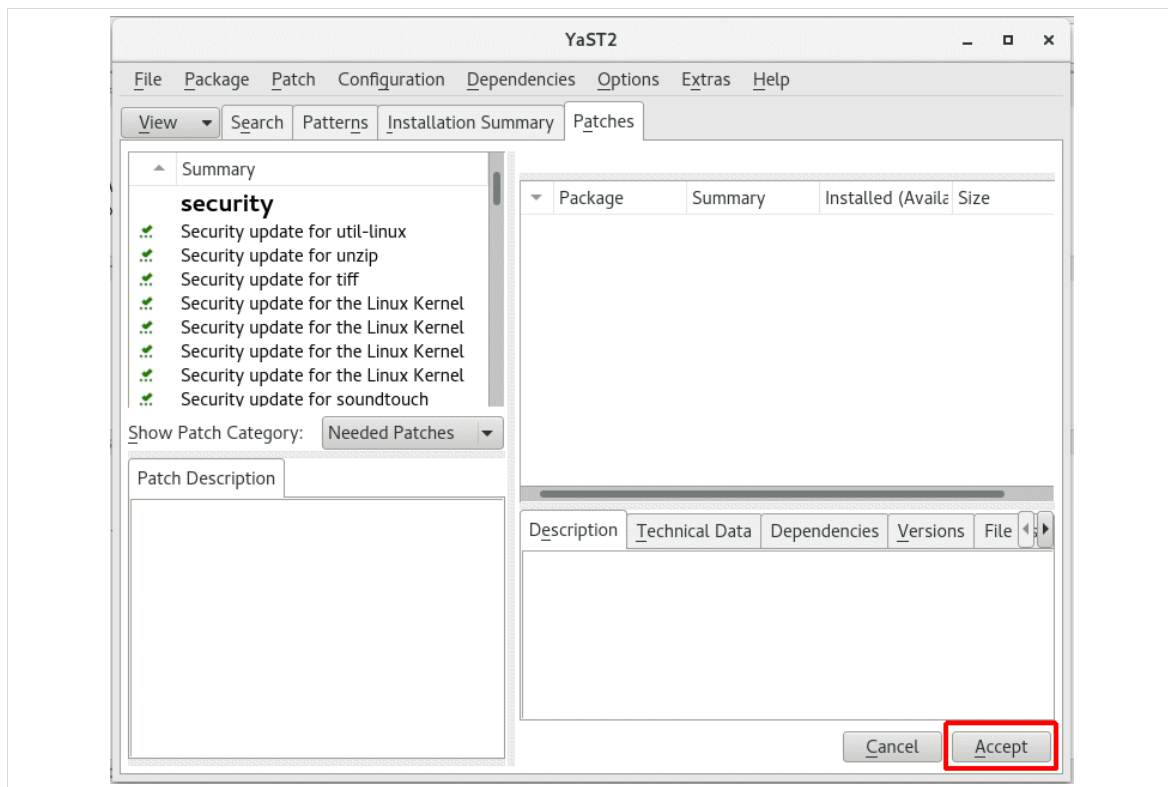 YaST2
File Package Patch Configuration Dependencies Options Extras Help
View Search Patterns Installation Summary Patches
Summary
security
Security update for util-linux
Security update for unzip
Security update for tiff
Security update for the Linux Kernel
Security update for the Linux Kernel
Security update for the Linux Kernel
Security update for the Linux Kernel
Security update for soundtouch
Show Patch Category: Needed Patches
Patch Description
Package Summary Installed (Availa Size
Description Technical Data Dependencies Versions File
Cancel Accept